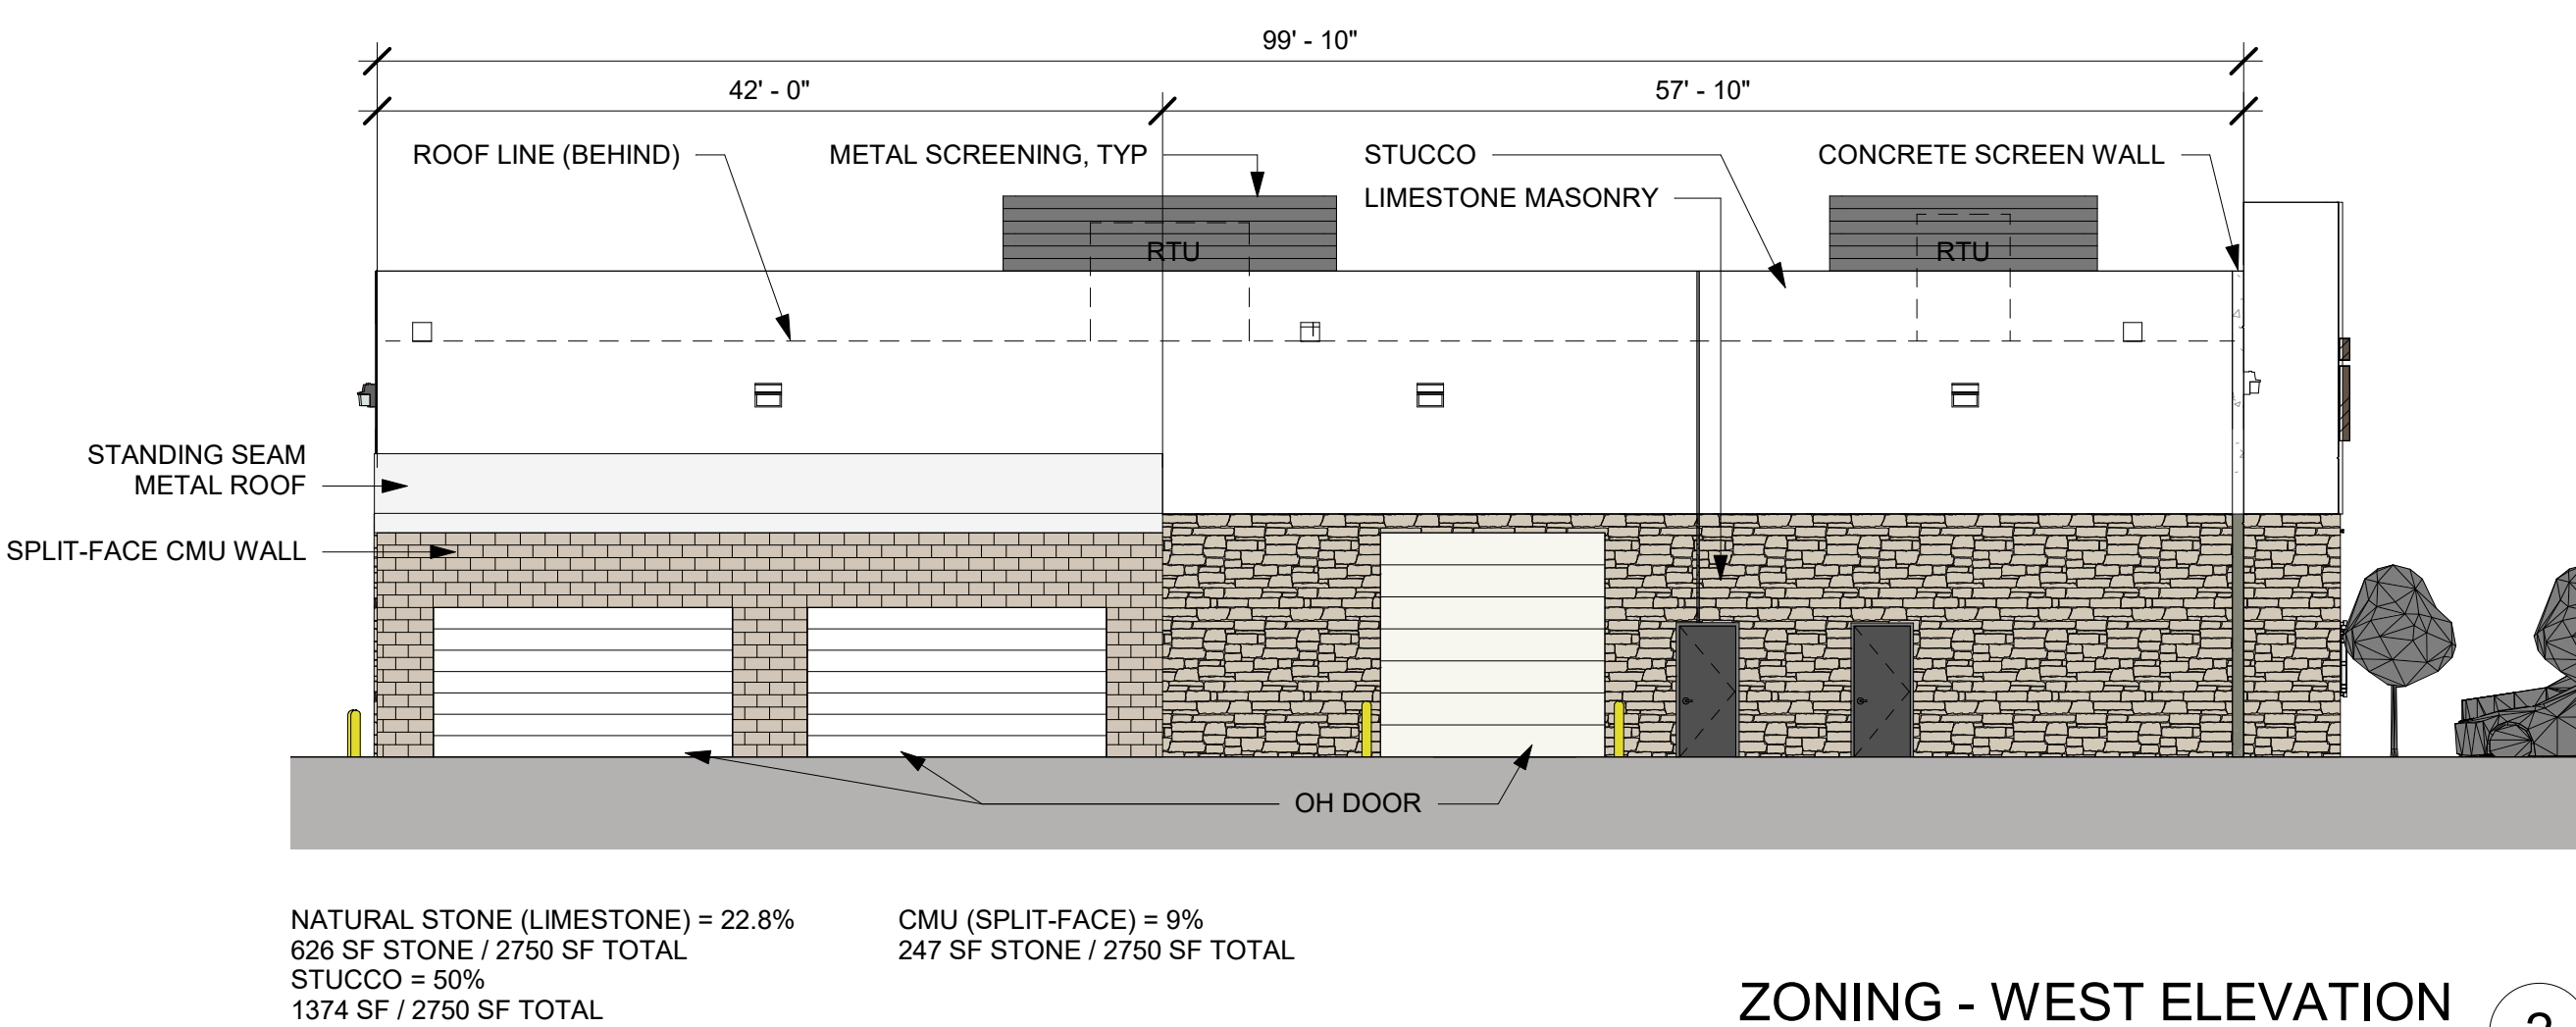 99' - 10"
42' - 0"
57' - 10"
ROOF LINE (BEHIND)
METAL SCREENING, TYP
STUCCO
CONCRETE SCREEN WALL
LIMESTONE MASONRY
RTU
RTU
STANDING SEAM
METAL ROOF
SPLIT-FACE CMU WALL
OH DOOR
NATURAL STONE (LIMESTONE) = 22.8%
626 SF STONE / 2750 SF TOTAL
STUCCO = 50%
1374 SF / 2750 SF TOTAL
CMU (SPLIT-FACE) = 9%
247 SF STONE / 2750 SF TOTAL
ZONING - WEST ELEVATION